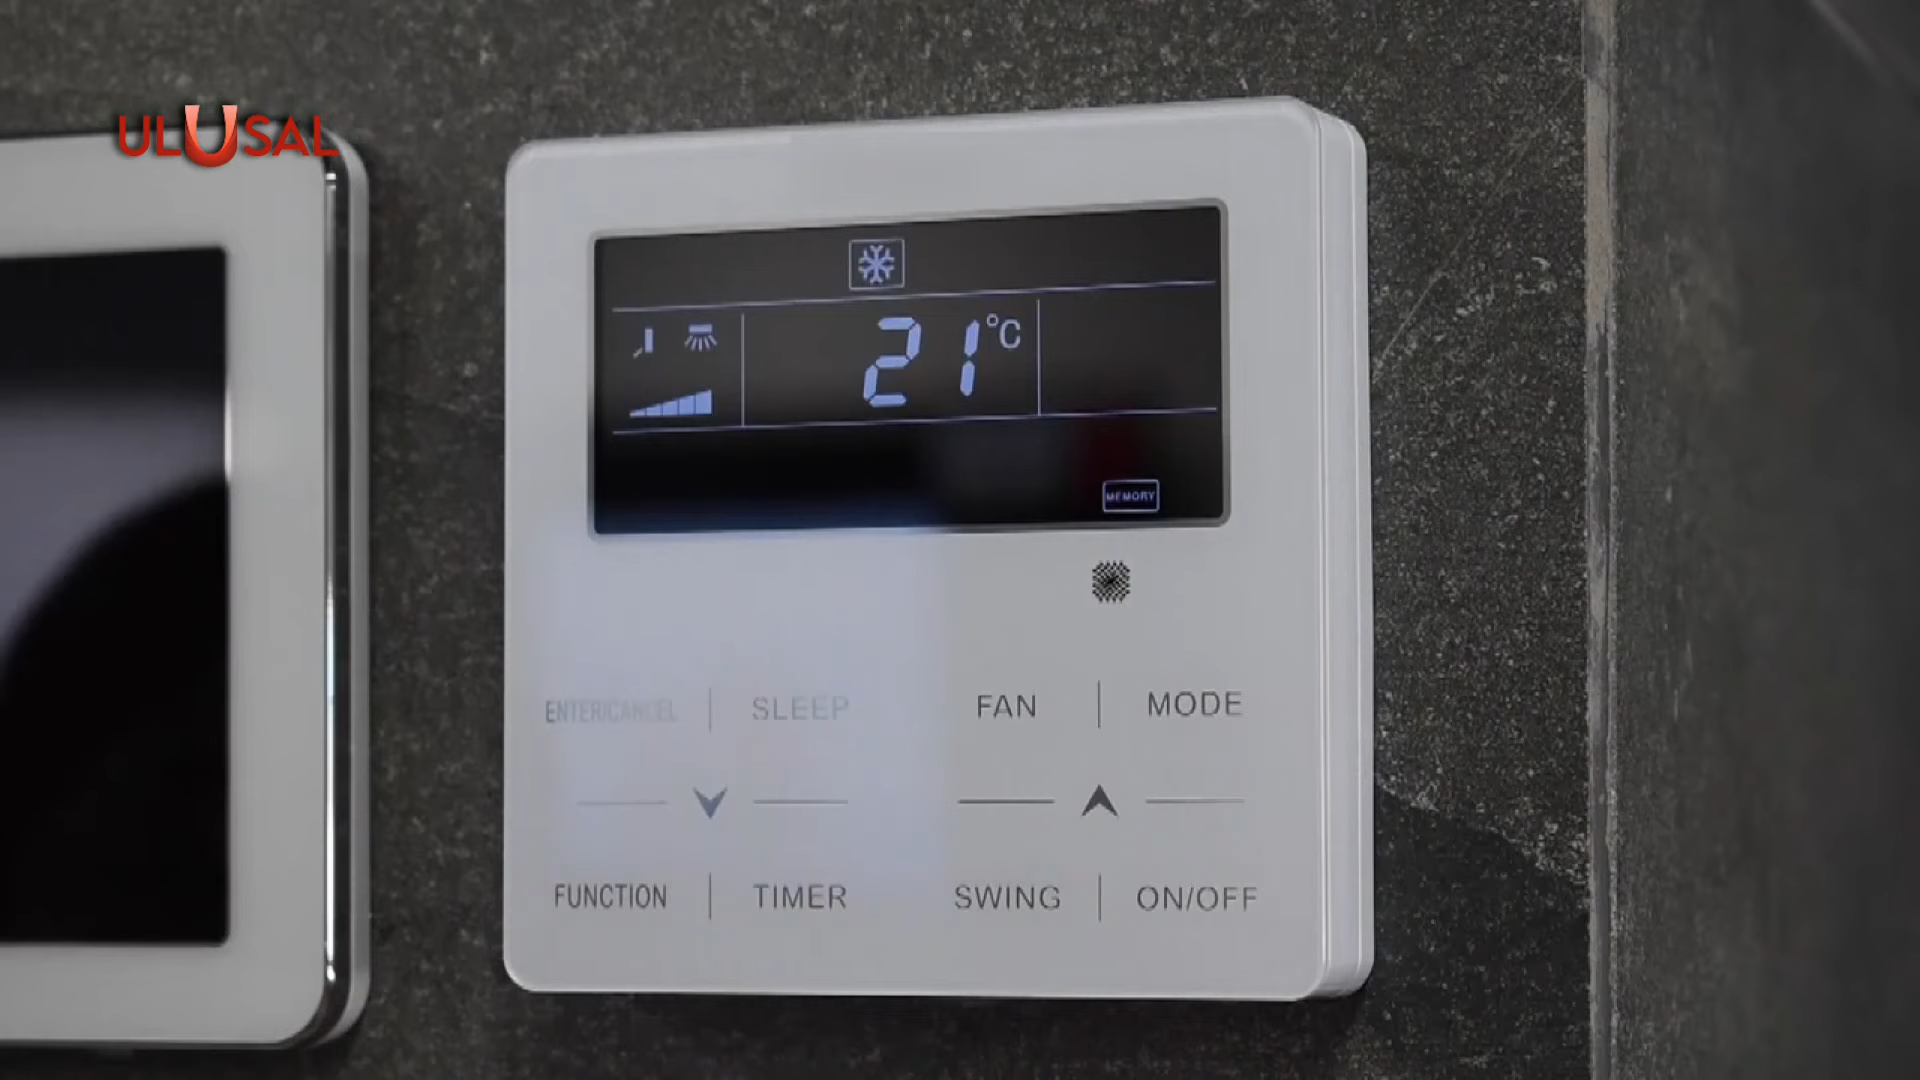 ULUSAL
21°C
MEMORY
ENTER/CANCEL SLEEP FAN MODE
FUNCTION TIMER SWING ON/OFF